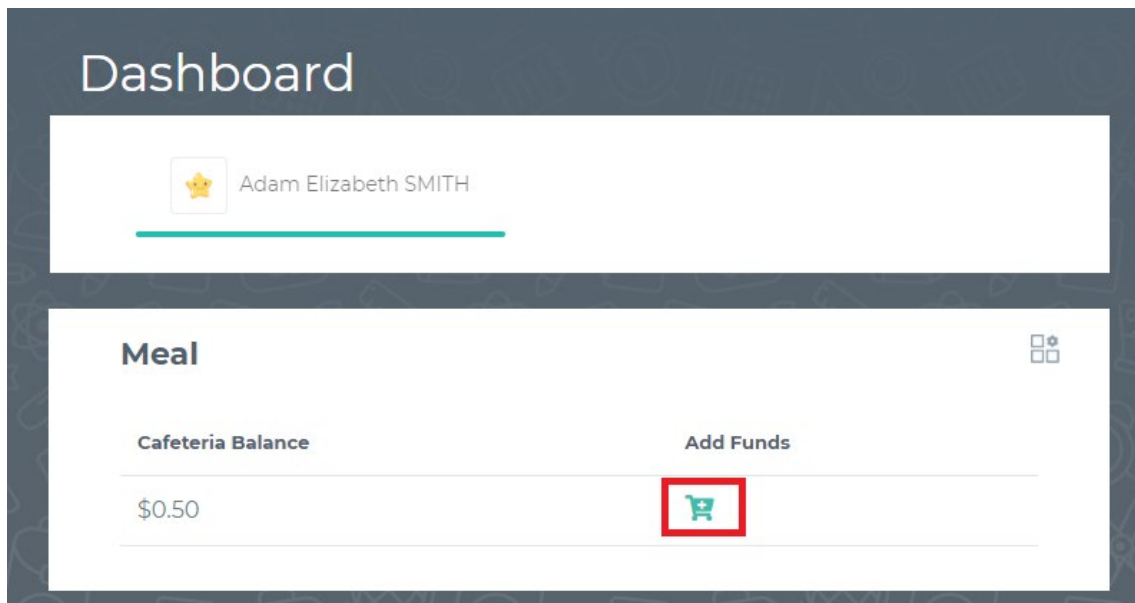 Dashboard
Adam Elizabeth SMITH
Meal
Cafeteria Balance Add Funds
$0.50